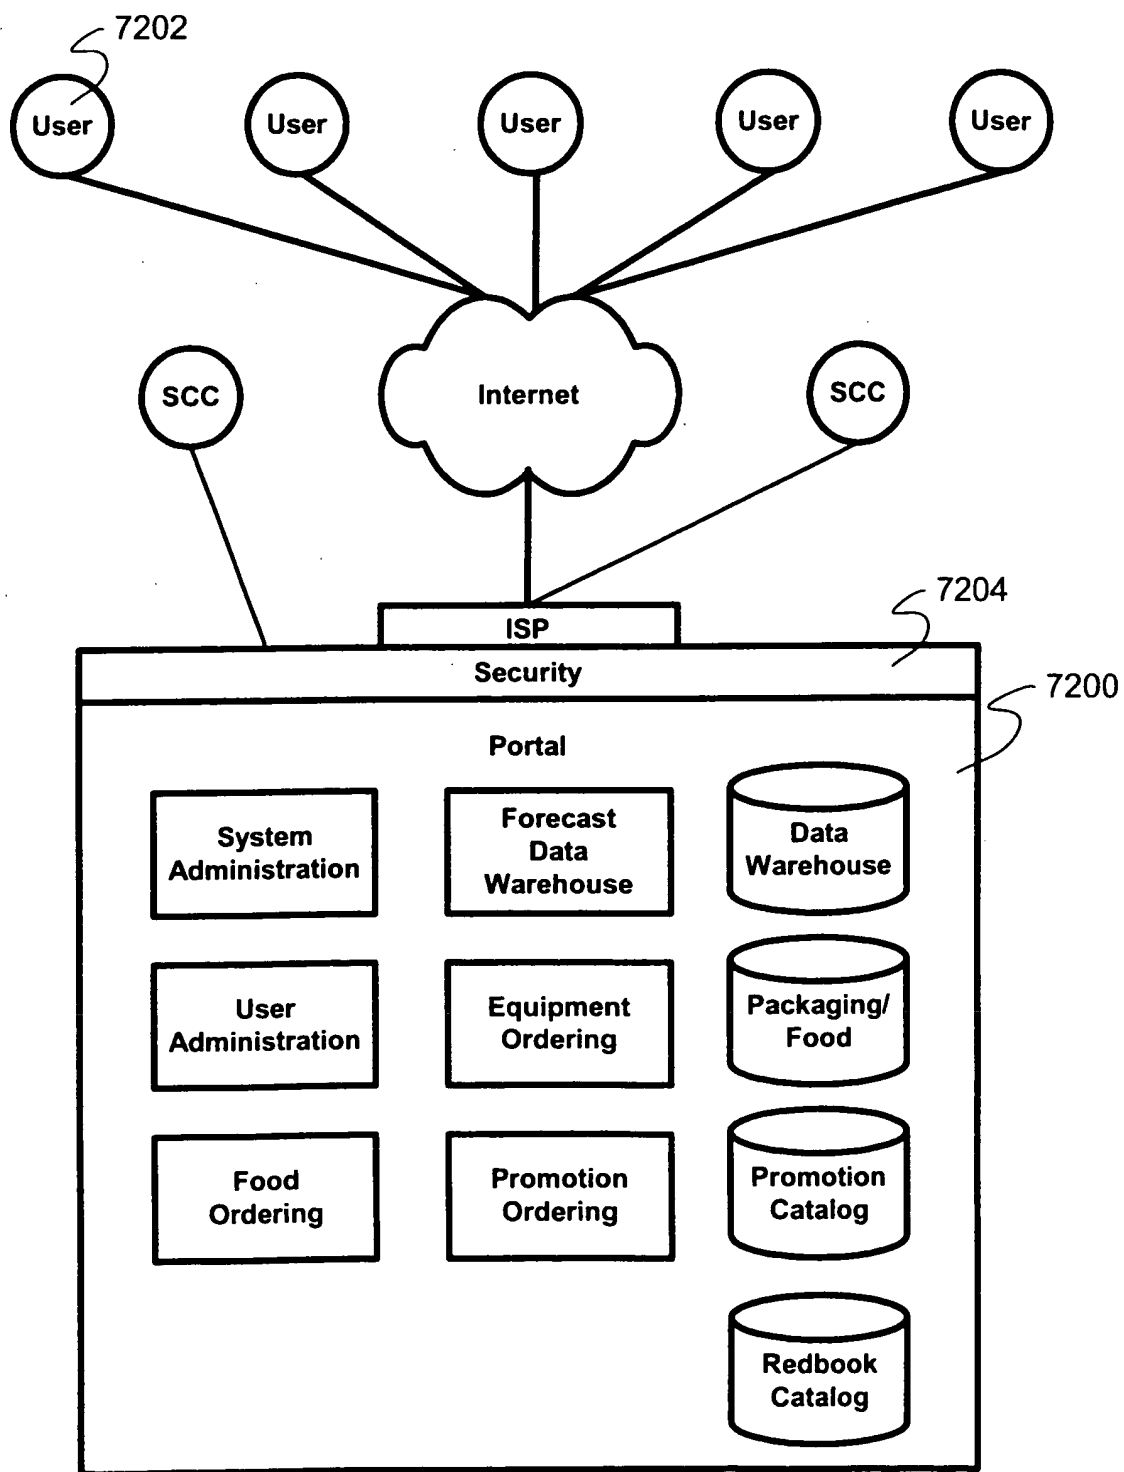 7202
User
User
User
User
User
Internet
SCC
SCC
7204
ISP
Security
7200
Portal
System
Administration
Forecast
Data
Warehouse
Data
Warehouse
User
Administration
Equipment
Ordering
Packaging/
Food
Food
Ordering
Promotion
Ordering
Promotion
Catalog
Redbook
Catalog